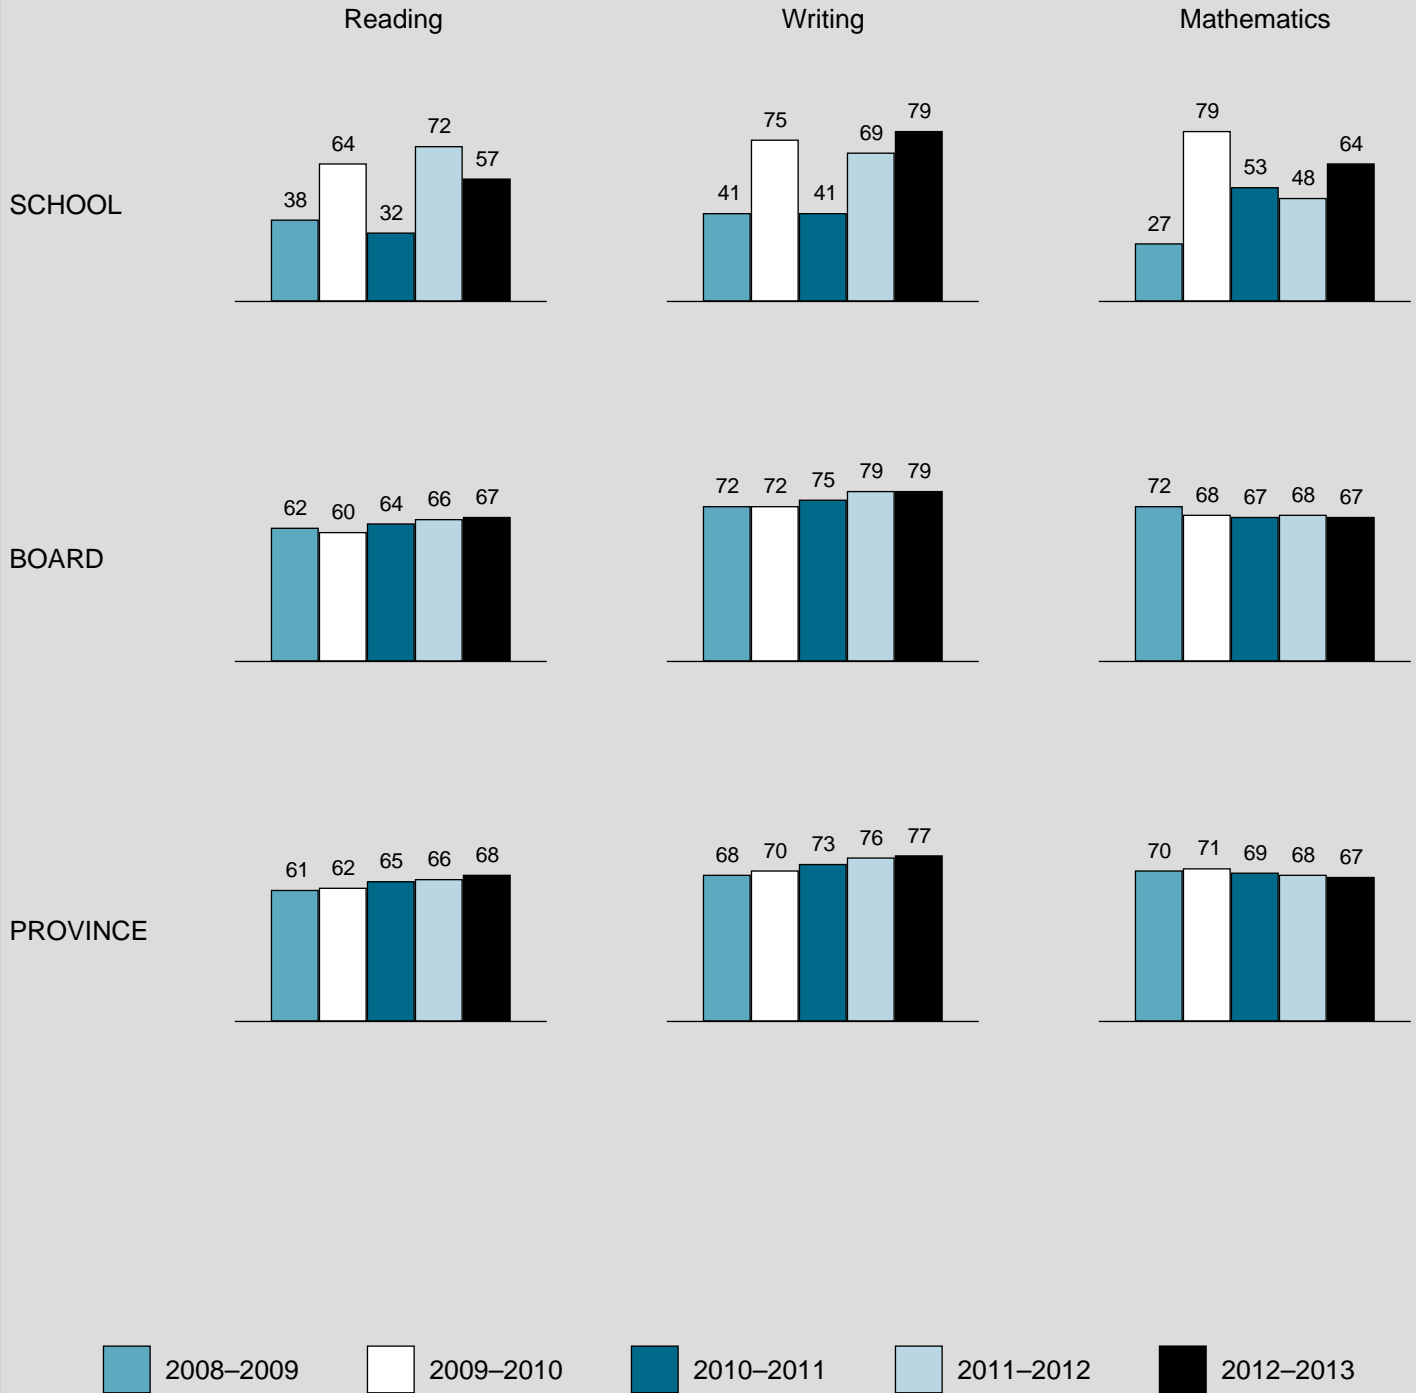 Reading Writing Mathematics
SCHOOL
38 64 32 72 57
41 75 41 69 79
27 79 53 48 64
BOARD
62 60 64 66 67
72 72 75 79 79
72 68 67 68 67
PROVINCE
61 62 65 66 68
68 70 73 76 77
70 71 69 68 67
2008–2009 2009–2010 2010–2011 2011–2012 2012–2013